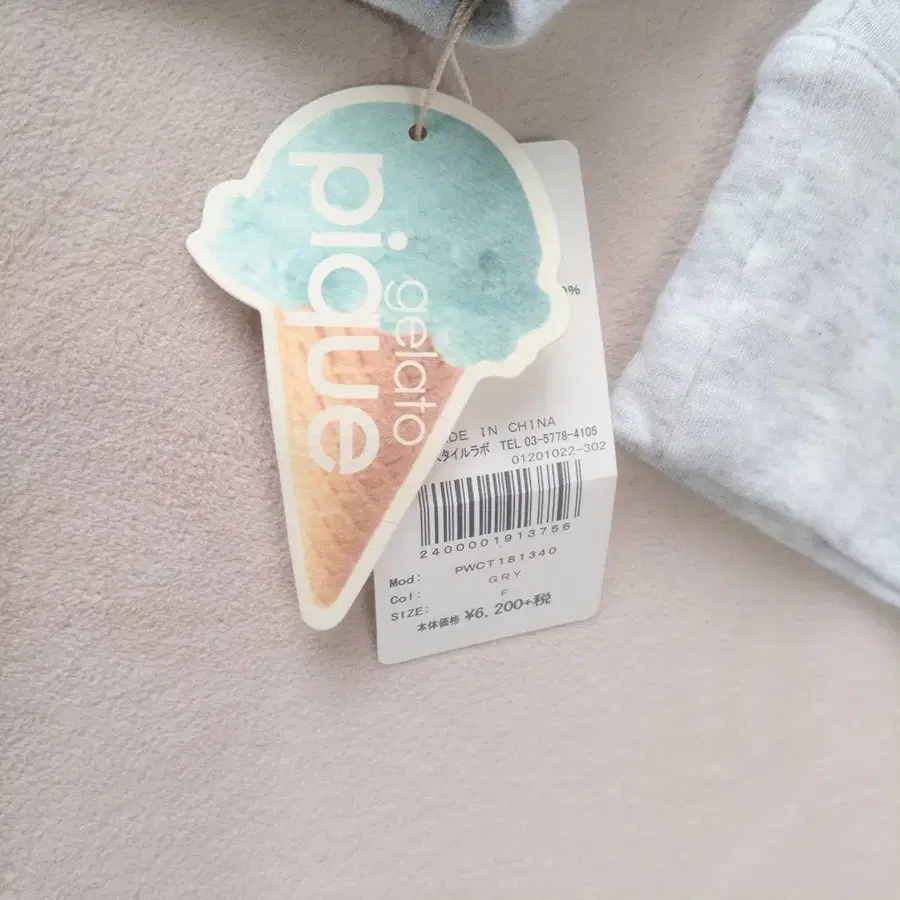 gelato
pique
0%
DE IN CHINA
スタイルラボ TEL 03-5778-4105
01201022-302
2400001913756
Mod: PWCT181340
Col: GRY
SIZE: F
本体価格 ¥6,200+税